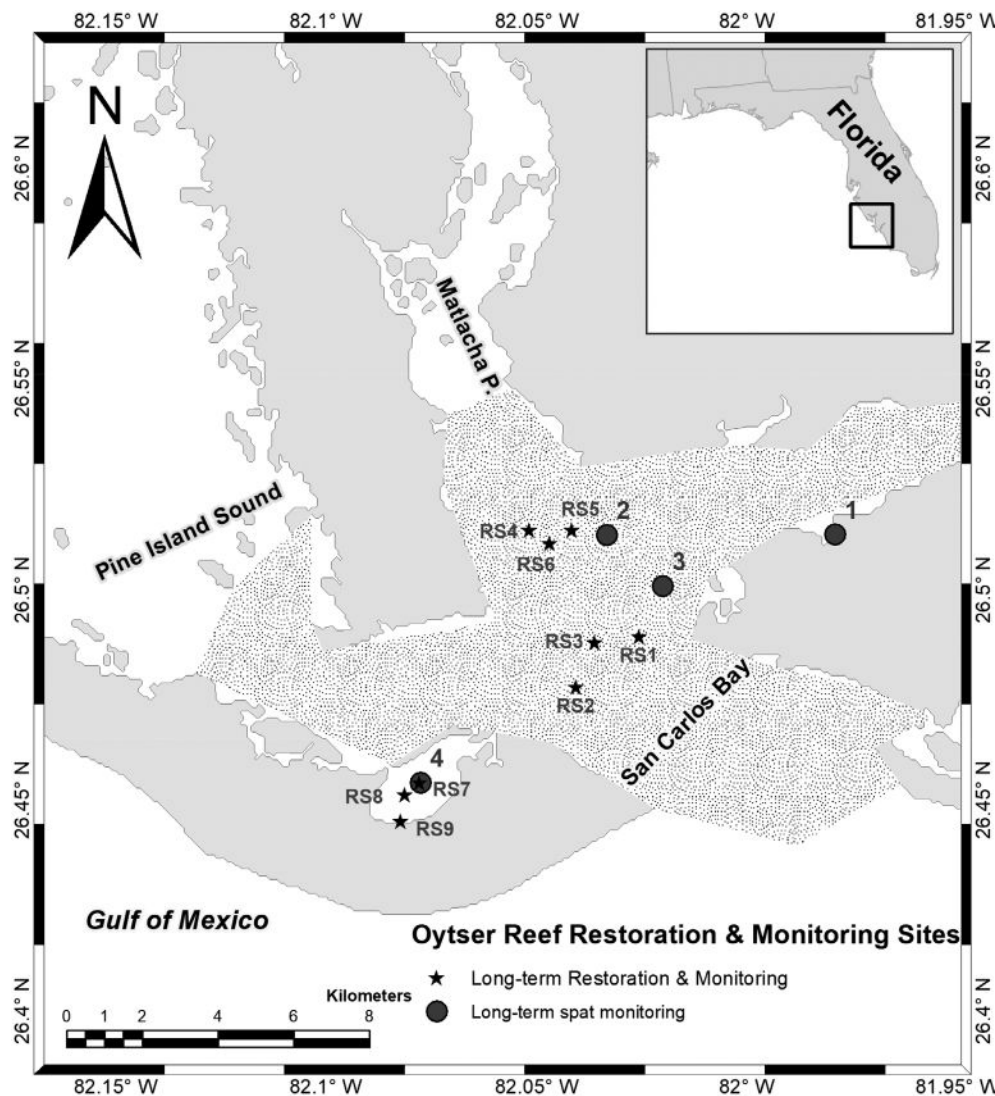 82.15° W 82.1° W 82.05° W 82° W 81.95° W
N
Florida
26.6° N 26.6° N
Matlacha P.
26.55° N 26.55° N
Pine Island Sound
RS4 RS5 2 1
RS6
3
26.5° N 26.5° N
RS3 RS1
RS2
San Carlos Bay
4
RS8 RS7
26.45° N 26.45° N
RS9
Gulf of Mexico
Oytser Reef Restoration & Monitoring Sites
Long-term Restoration & Monitoring
Kilometers
Long-term spat monitoring
0 1 2 4 6 8
26.4° N 26.4° N
82.15° W 82.1° W 82.05° W 82° W 81.95° W